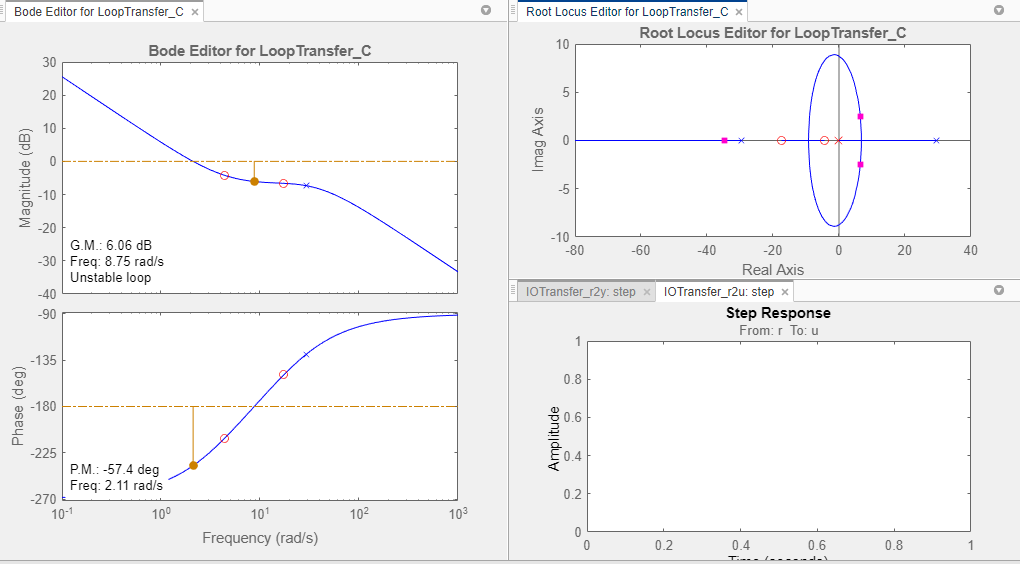 Bode Editor for LoopTransfer_C ×
Bode Editor for LoopTransfer_C
30
20
10
0
-10
-20
-30
-40
Magnitude (dB)
G.M.: 6.06 dB
Freq: 8.75 rad/s
Unstable loop
-90
-135
-180
-225
-270
Phase (deg)
P.M.: -57.4 deg
Freq: 2.11 rad/s
10-1 100 101 102 103
Frequency (rad/s)
Root Locus Editor for LoopTransfer_C ×
Root Locus Editor for LoopTransfer_C
10
5
0
-5
-10
Imag Axis
-80 -60 -40 -20 0 20 40
Real Axis
IOTransfer_r2y: step × IOTransfer_r2u: step ×
Step Response
From: r To: u
1
0.8
0.6
0.4
0.2
0
Amplitude
0 0.2 0.4 0.6 0.8 1
Time (seconds)